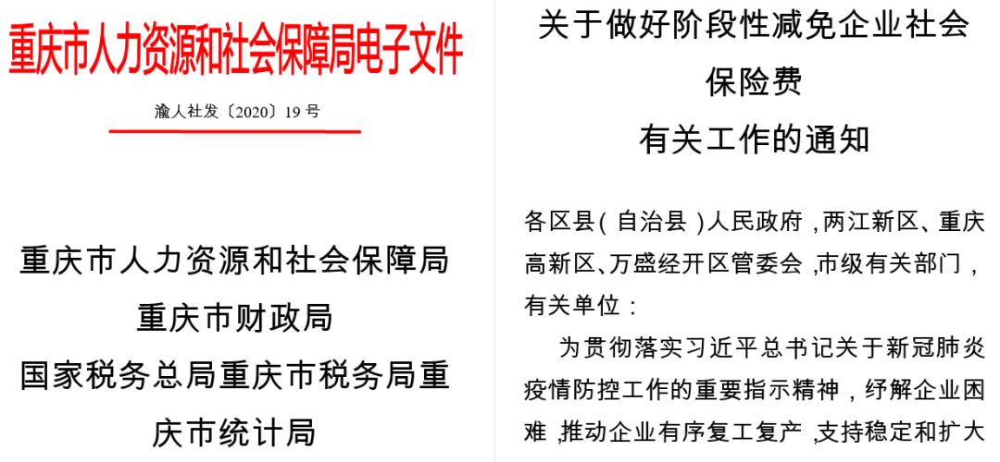 重庆市人力资源和社会保障局电子文件
渝人社发〔2020〕19 号
重庆市人力资源和社会保障局
重庆市财政局
国家税务总局重庆市税务局重
庆市统计局
关于做好阶段性减免企业社会
保险费
有关工作的通知
各区县(自治县)人民政府,两江新区、重庆
高新区、万盛经开区管委会,市级有关部门,
有关单位:
为贯彻落实习近平总书记关于新冠肺炎
疫情防控工作的重要指示精神,纾解企业困
难,推动企业有序复工复产,支持稳定和扩大